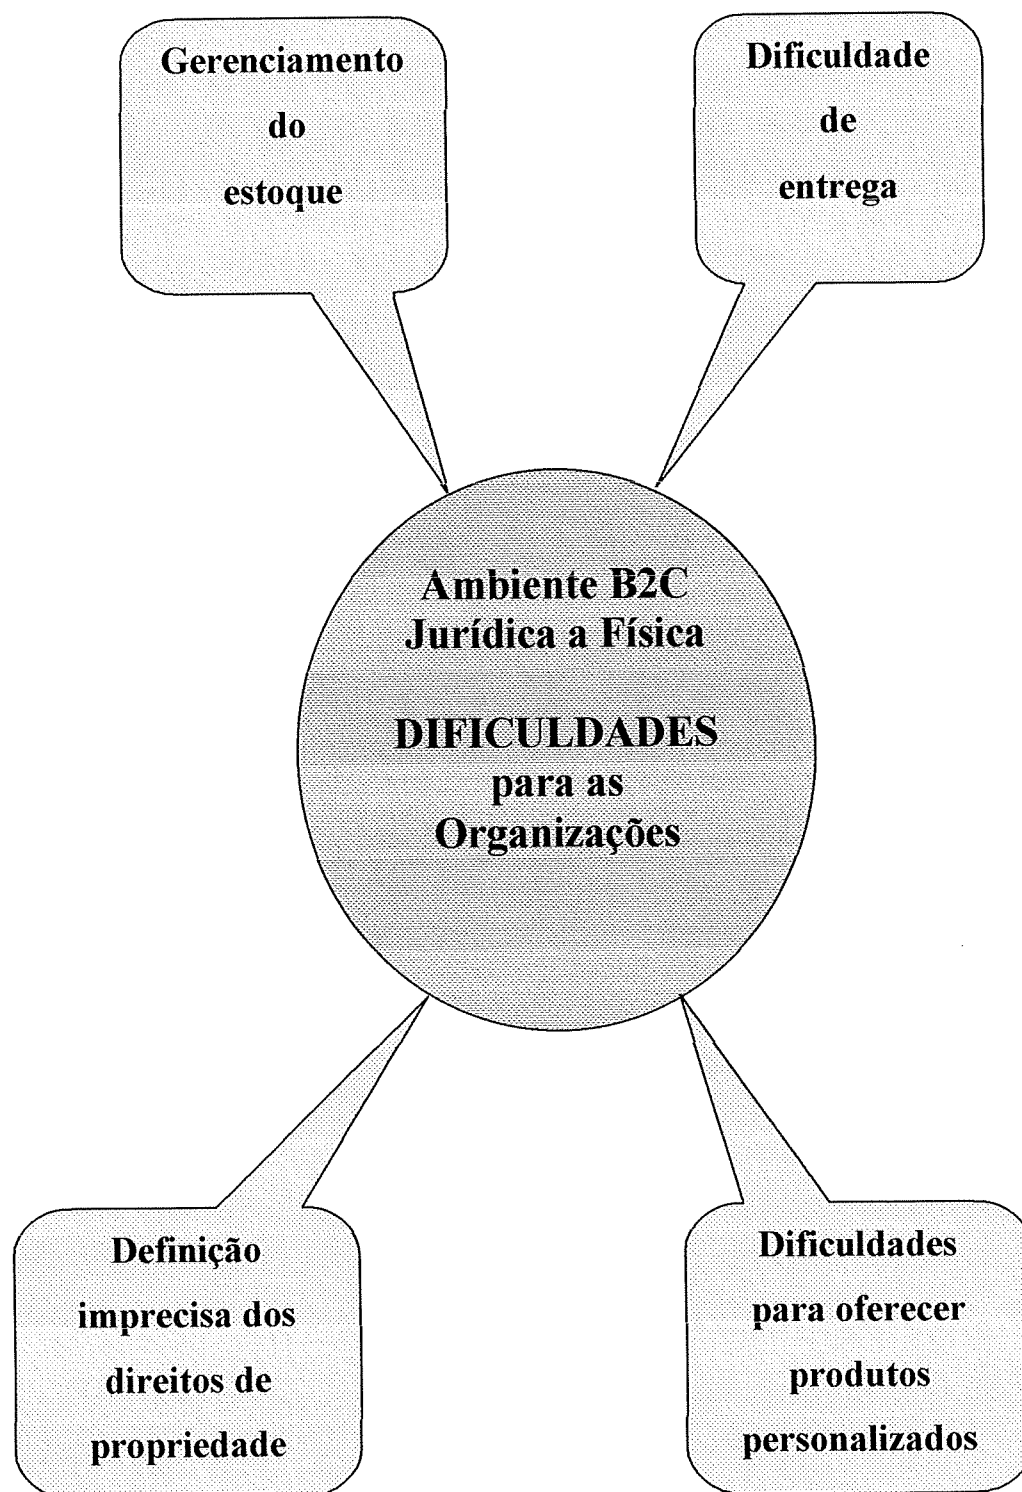 Gerenciamento
do
estoque
Dificuldade
de
entrega
Ambiente B2C
Jurídica a Física
DIFICULDADES
para as
Organizações
Definição
imprecisa dos
direitos de
propriedade
Dificuldades
para oferecer
produtos
personalizados